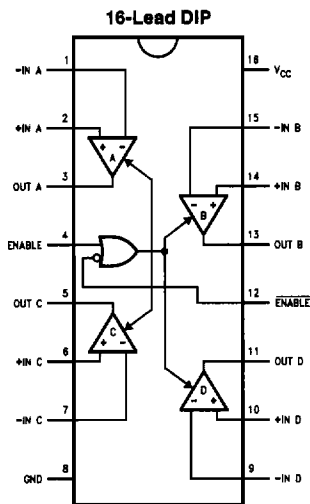 16-Lead DIP
-IN A 1 16 VCC
+IN A 2 15 -IN B
OUT A 3 14 +IN B
ENABLE 4 13 OUT B
OUT C 5 12 ENABLE
+IN C 6 11 OUT D
-IN C 7 10 +IN D
GND 8 9 -IN D
+ - A
- + B
+ - C
- + D